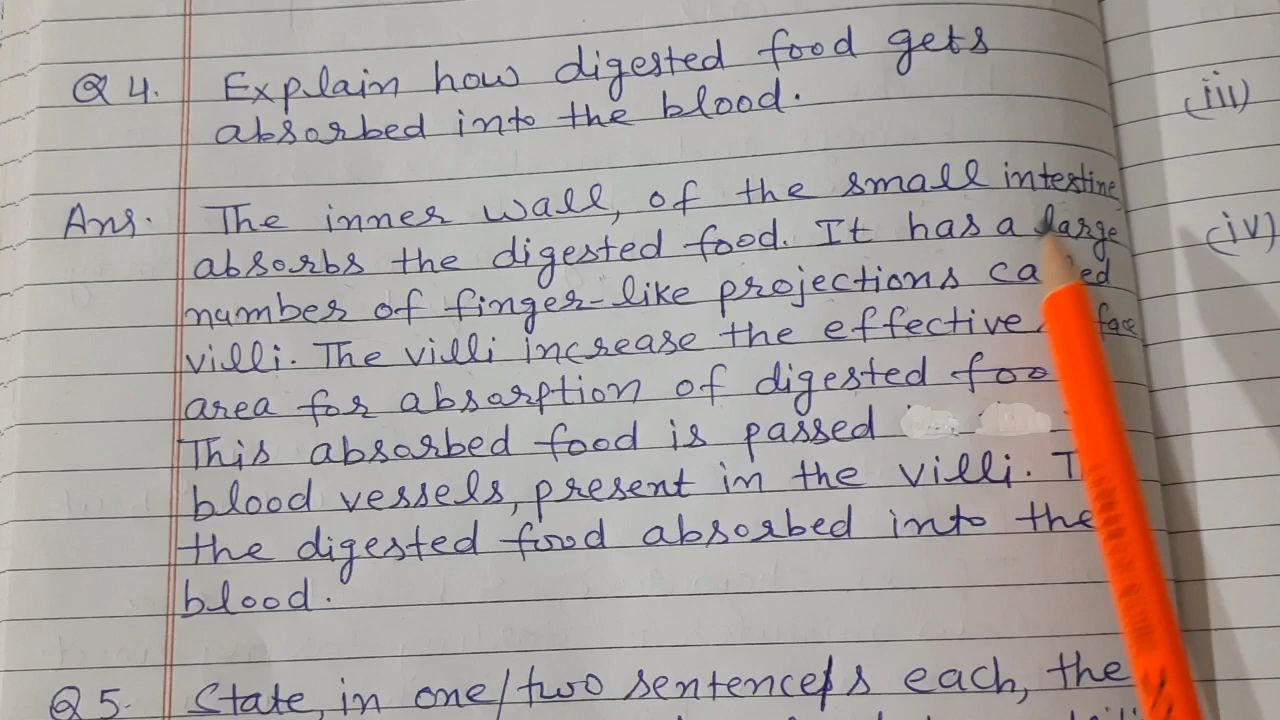 Q 4. Explain how digested food gets
absorbed into the blood.
(iii)
Ans. The inner wall, of the small intestine,
absorbs the digested food. It has a large
(iv)
number of finger-like projections
villi. The villi increase the effective
area for absorption of digested
This absorbed food is passed
blood vessels, present in the villi.
the digested food absorbed into the
blood.
Q 5. State, in one/two sentence/s each, the